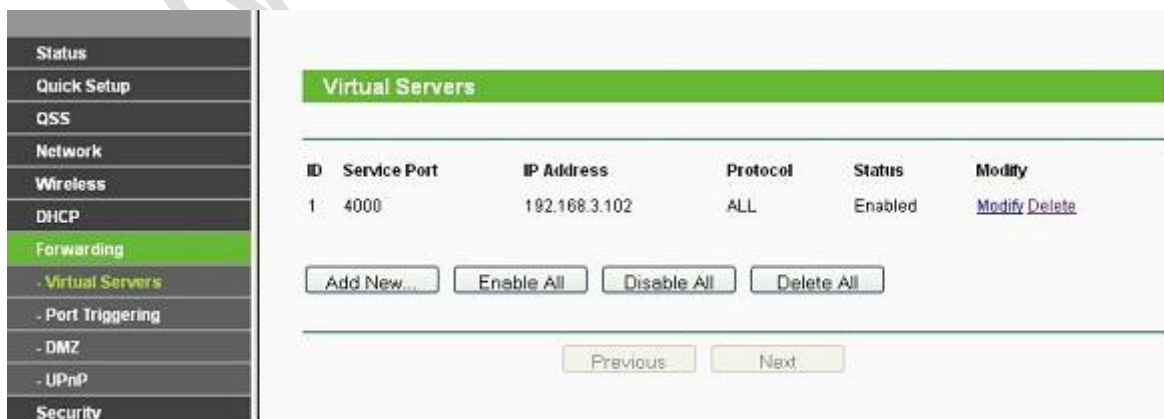 Status
Quick Setup
QSS
Network
Wireless
DHCP
Forwarding
- Virtual Servers
- Port Triggering
- DMZ
- UPnP
Security
Virtual Servers
ID Service Port IP Address Protocol Status Modify
1 4000 192.168.3.102 ALL Enabled Modify Delete
Add New... Enable All Disable All Delete All
Previous Next